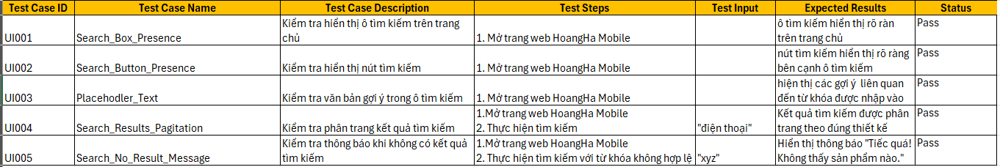 Test Case ID Test Case Name Test Case Description Test Steps Test Input Expected Results Status
UI001 Search_Box_Presence Kiểm tra hiển thị ô tìm kiếm trên trang chủ 1. Mở trang web HoangHa Mobile ô tìm kiếm hiển thị rõ ràn trên trang chủ Pass
UI002 Search_Button_Presence Kiểm tra hiển thị nút tìm kiếm 1. Mở trang web HoangHa Mobile nút tìm kiếm hiển thị rõ ràng bên cạnh ô tìm kiếm Pass
UI003 Placehodler_Text Kiểm tra văn bản gợi ý trong ô tìm kiếm 1. Mở trang web HoangHa Mobile hiện thị các gợi ý liên quan đến từ khóa được nhập vào Pass
UI004 Search_Results_Pagitation Kiểm tra phân trang kết quả tìm kiếm 1.Mở trang web HoangHa Mobile 2. Thực hiện tìm kiếm "điện thoại" Kết quả tìm kiếm được phân trang theo đúng thiết kế Pass
UI005 Search_No_Result_Message Kiểm tra thông báo khi không có kết quả tìm kiếm 1.Mở trang web HoangHa Mobile 2. Thực hiện tìm kiếm với từ khóa không hợp lệ "xyz" Hiển thị thông báo "Tiếc quá! Không thấy sản phẩm nào." Pass